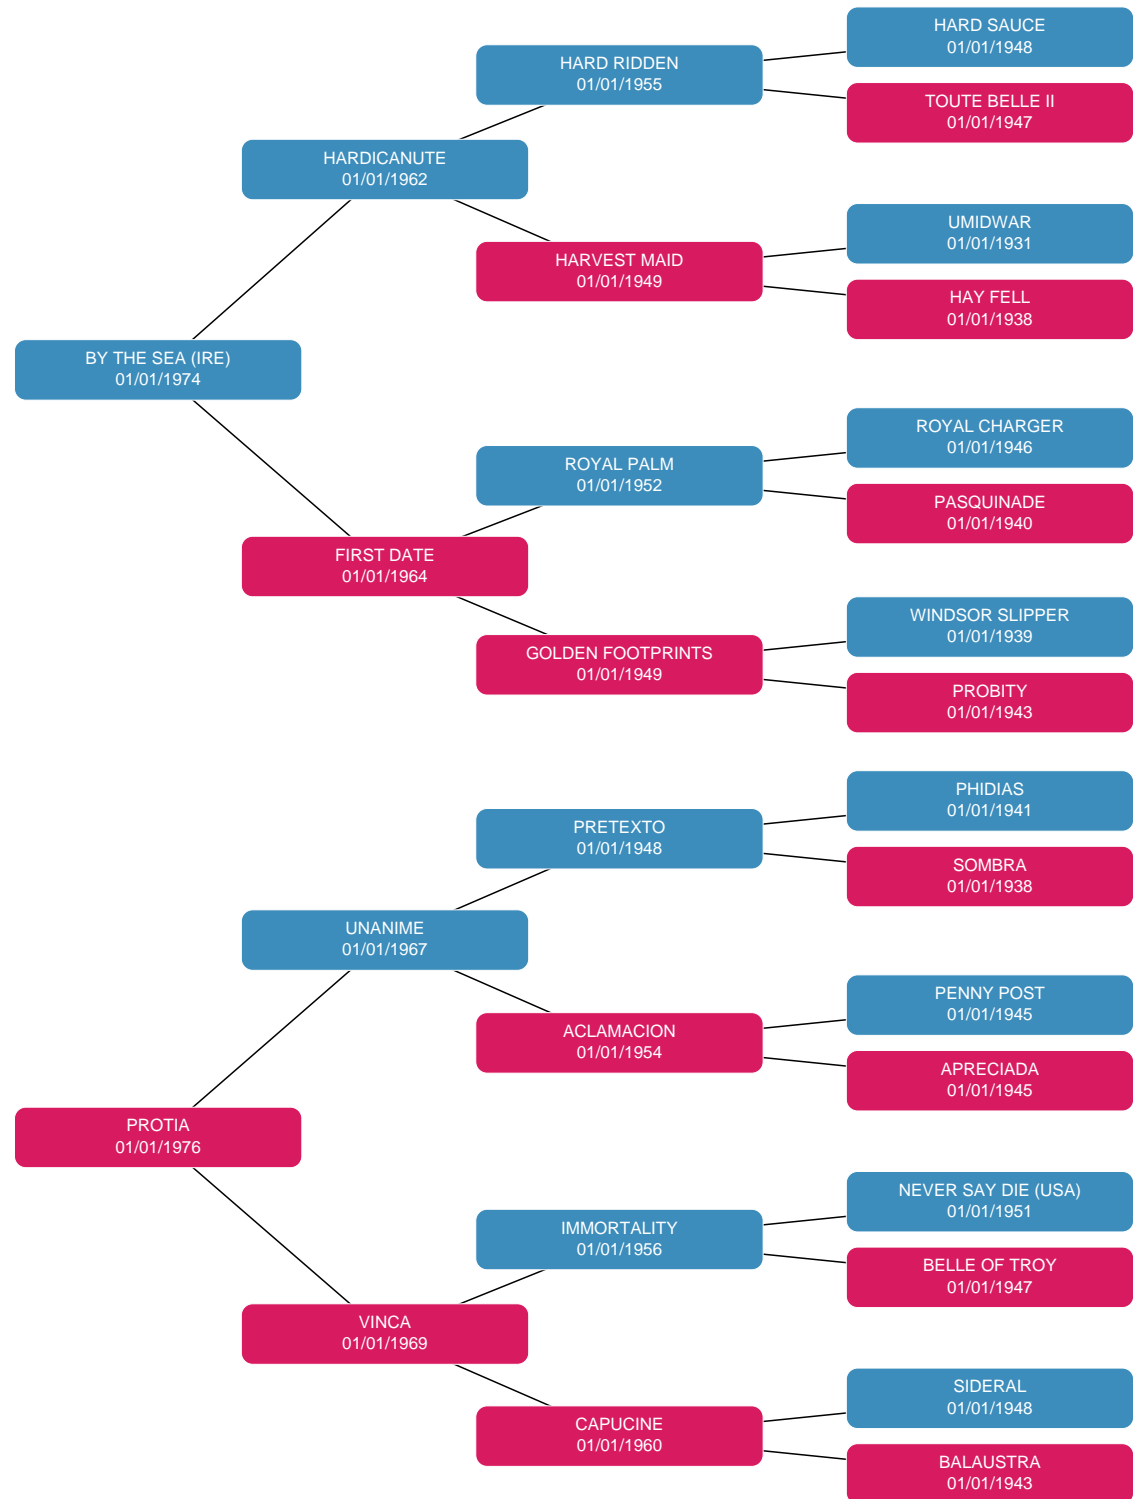 HARD SAUCE
01/01/1948
HARD RIDDEN
01/01/1955
TOUTE BELLE II
01/01/1947
HARDICANUTE
01/01/1962
UMIDWAR
01/01/1931
HARVEST MAID
01/01/1949
HAY FELL
01/01/1938
BY THE SEA (IRE)
01/01/1974
ROYAL CHARGER
01/01/1946
ROYAL PALM
01/01/1952
PASQUINADE
01/01/1940
FIRST DATE
01/01/1964
WINDSOR SLIPPER
01/01/1939
GOLDEN FOOTPRINTS
01/01/1949
PROBITY
01/01/1943
PHIDIAS
01/01/1941
PRETEXTO
01/01/1948
SOMBRA
01/01/1938
UNANIME
01/01/1967
PENNY POST
01/01/1945
ACLAMACION
01/01/1954
APRECIADA
01/01/1945
PROTIA
01/01/1976
NEVER SAY DIE (USA)
01/01/1951
IMMORTALITY
01/01/1956
BELLE OF TROY
01/01/1947
VINCA
01/01/1969
SIDERAL
01/01/1948
CAPUCINE
01/01/1960
BALAUSTRA
01/01/1943